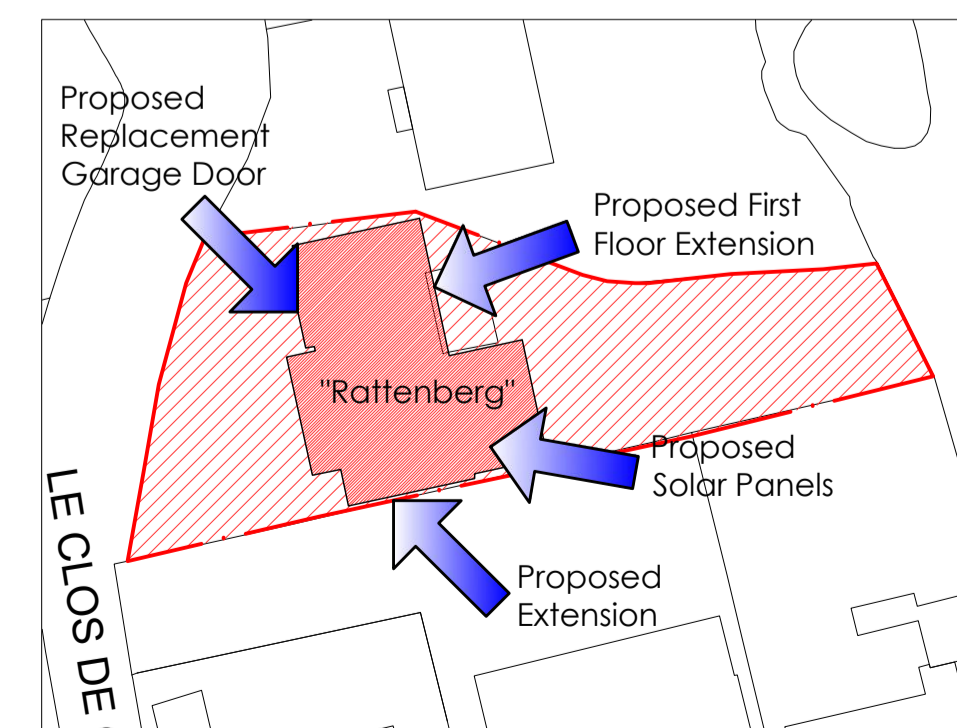 Proposed
Replacement
Garage Door
Proposed First
Floor Extension
"Rattenberg"
Proposed
Solar Panels
Proposed
Extension
LE CLOS DE